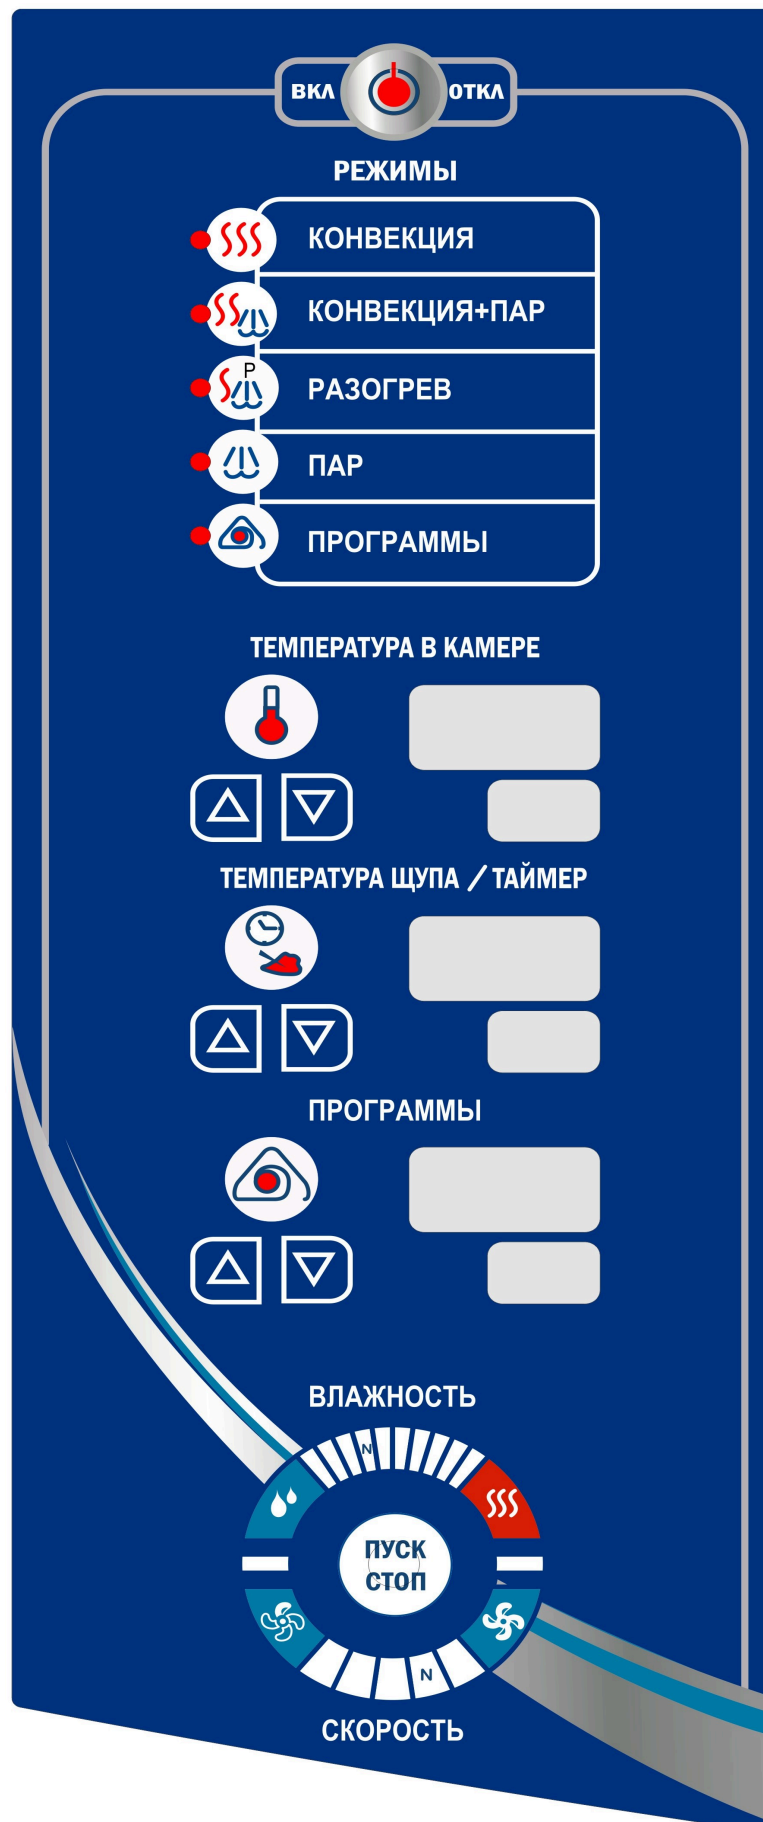 ВКЛ
ОТКЛ
РЕЖИМЫ
КОНВЕКЦИЯ
КОНВЕКЦИЯ+ПАР
P
РАЗОГРЕВ
ПАР
ПРОГРАММЫ
ТЕМПЕРАТУРА В КАМЕРЕ
ТЕМПЕРАТУРА ЩУПА / ТАЙМЕР
ПРОГРАММЫ
ВЛАЖНОСТЬ
N
ПУСК
СТОП
N
СКОРОСТЬ